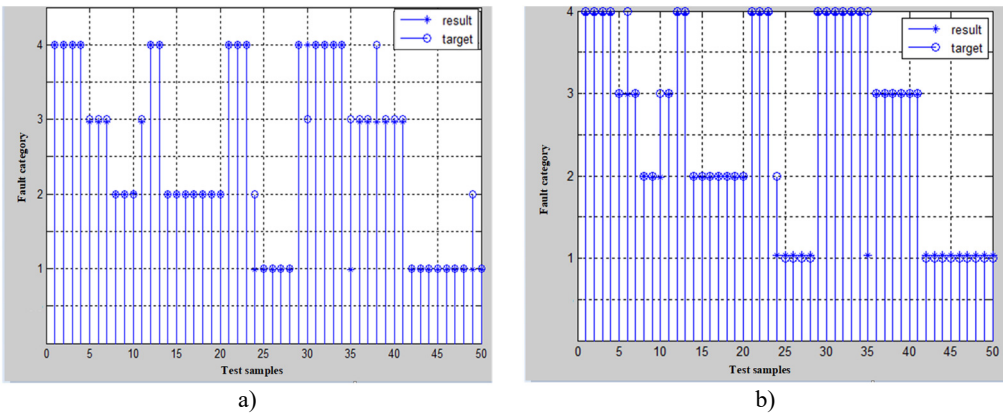 result
target
4
3
2
1
Fault category
0 5 10 15 20 25 30 35 40 45 50
Test samples
a)
result
target
4
3
2
1
Fault category
0 5 10 15 20 25 30 35 40 45 50
Test samples
b)